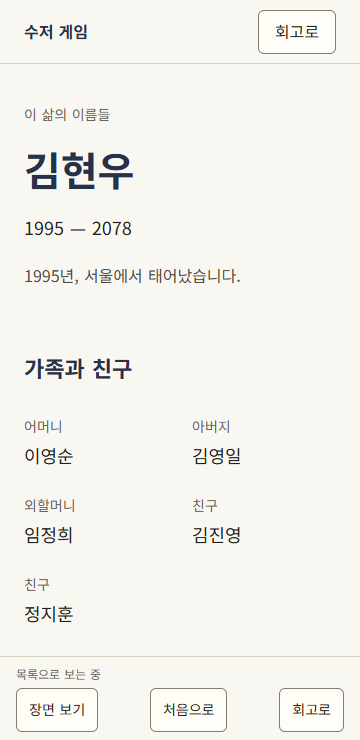 수저 게임
회고로
이 삶의 이름들
김현우
1995 — 2078
1995년, 서울에서 태어났습니다.
가족과 친구
어머니
이영순
아버지
김영일
외할머니
임정희
친구
김진영
친구
정지훈
목록으로 보는 중
장면 보기
처음으로
회고로